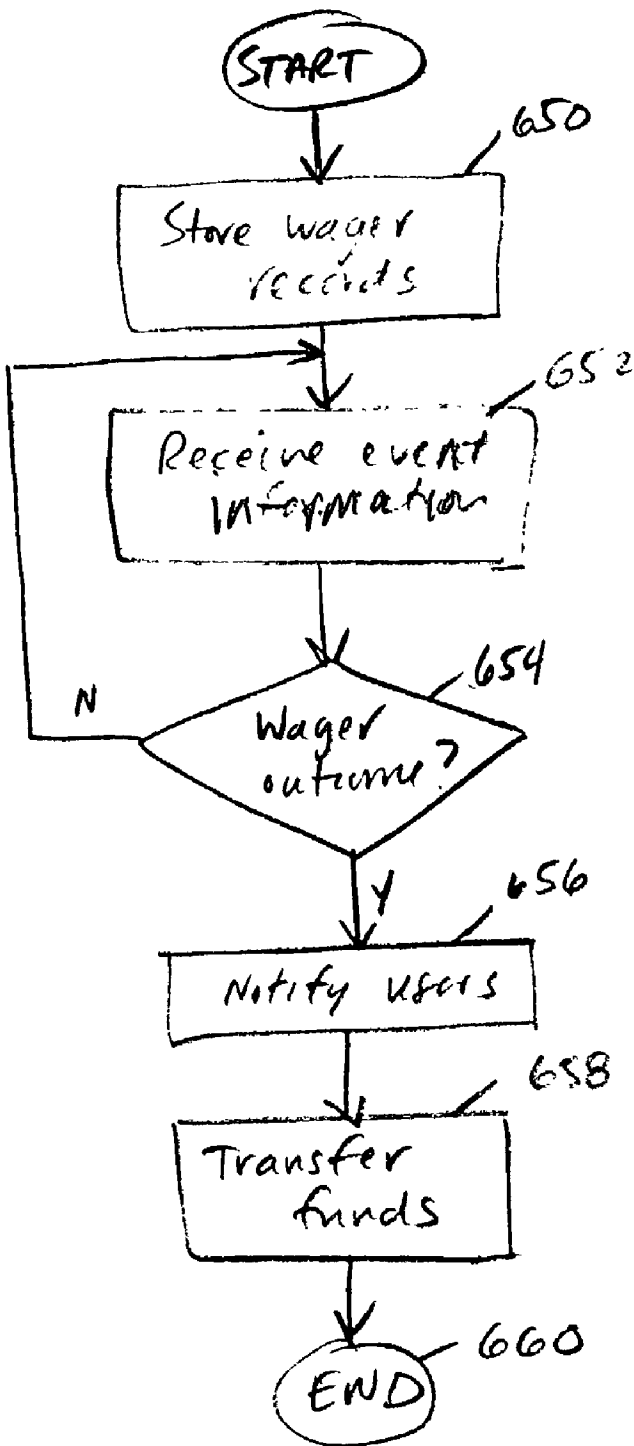 START
650
Store wager
records
652
Receive event
information
654
Wager
outcome?
N
Y
656
Notify users
658
Transfer
funds
660
END